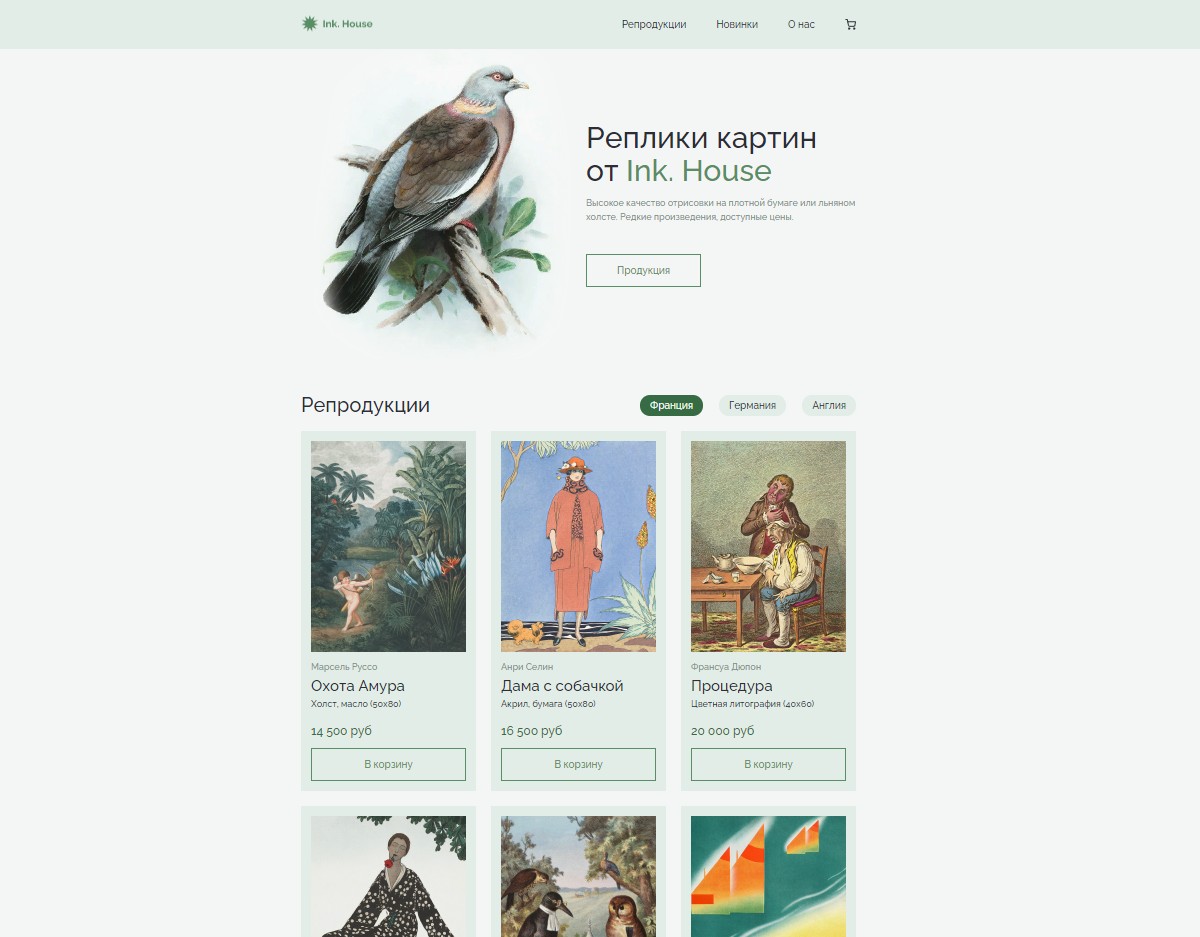 Ink. House
Репродукции
Новинки
О нас
Реплики картин
от Ink. House
Высокое качество отрисовки на плотной бумаге или льняном
холсте. Редкие произведения, доступные цены.
Продукция
Репродукции
Франция
Германия
Англия
Марсель Руссо
Охота Амура
Холст, масло (50х80)
14 500 руб
В корзину
Анри Селин
Дама с собачкой
Акрил, бумага (50х80)
16 500 руб
В корзину
Франсуа Дюпон
Процедура
Цветная литография (40х60)
20 000 руб
В корзину